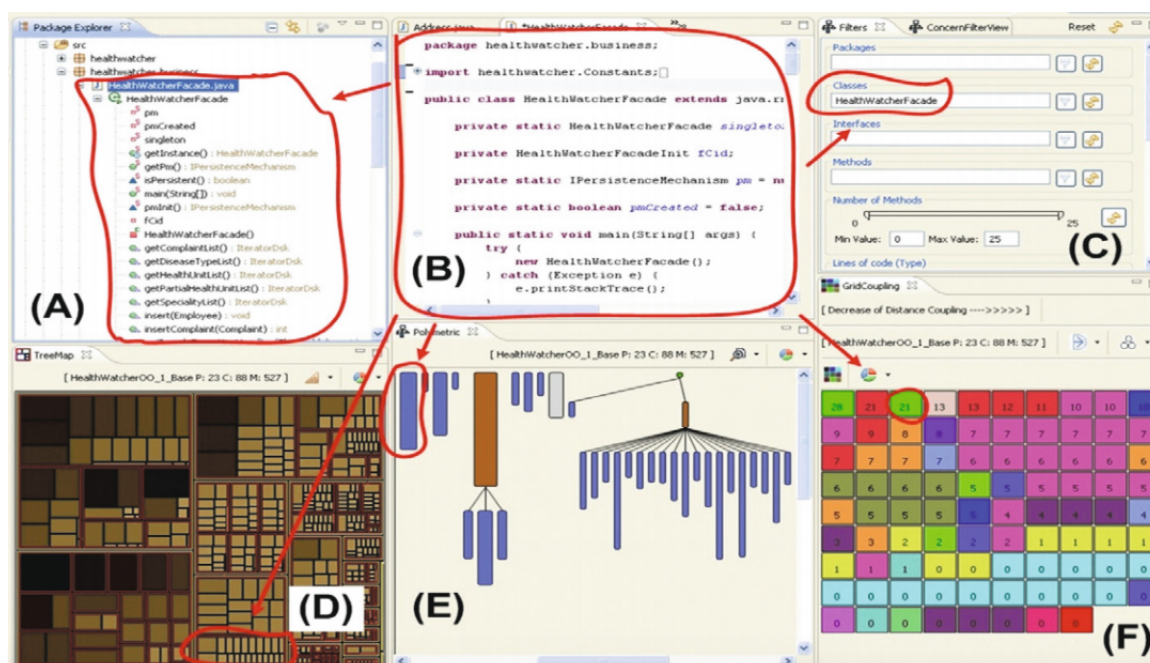 Package Explorer
src
healthwatcher
healthwatcher.business
HealthWatcherFacade.java
HealthWatcherFacade
pm
pmCreated
singleton
getInstance() : HealthWatcherFacade
getPm() : IPersistenceMechanism
isPersistent() : boolean
main(String[]) : void
pmInit() : IPersistenceMechanism
fCid
HealthWatcherFacade()
getComplaintList() : IteratorDsk
getDiseaseTypeList() : IteratorDsk
getHealthUnitList() : IteratorDsk
getPartialHealthUnitList() : IteratorDsk
getSpecialityList() : IteratorDsk
insert(Employee) : void
insertComplaint(Complaint) : int
(A)
Address.java
*HealthWatcherFacade
package healthwatcher.business;
import healthwatcher.Constants;
public class HealthWatcherFacade extends java.r
private static HealthWatcherFacade singleto
private HealthWatcherFacadeInit fCid;
private static IPersistenceMechanism pm = nu
private static boolean pmCreated = false;
public static void main(String[] args) {
try {
new HealthWatcherFacade();
} catch (Exception e) {
e.printStackTrace();
}
(B)
Filters
ConcernFilterView
Reset
Packages
Classes
HealthWatcherFacade
Interfaces
Methods
Number of Methods
0 25
Min Value: 0 Max Value: 25
Lines of code (Type)
(C)
TreeMap
[ HealthWatcherOO_1_Base P: 23 C: 88 M: 527 ]
(D)
Polymetric
[ HealthWatcherOO_1_Base P: 23 C: 88 M: 527 ]
(E)
GridCoupling
[ Decrease of Distance Coupling ---->>>>> ]
[HealthWatcherOO_1_Base P: 23 C: 88 M: 527 ]
28 21 21 13 13 12 11 10 10 10
9 9 8 8 7 7 7 7 7 7
7 7 7 7 6 6 6 6 6 6
6 6 6 6 5 5 5 5 5 5
5 5 5 5 5 4 4 4 4 4
3 3 2 2 2 2 1 1 1 1
1 1 1 0 0 0 0 0 0 0
0 0 0 0 0 0 0 0 0 0
0 0 0 0 0 0 0 0
(F)